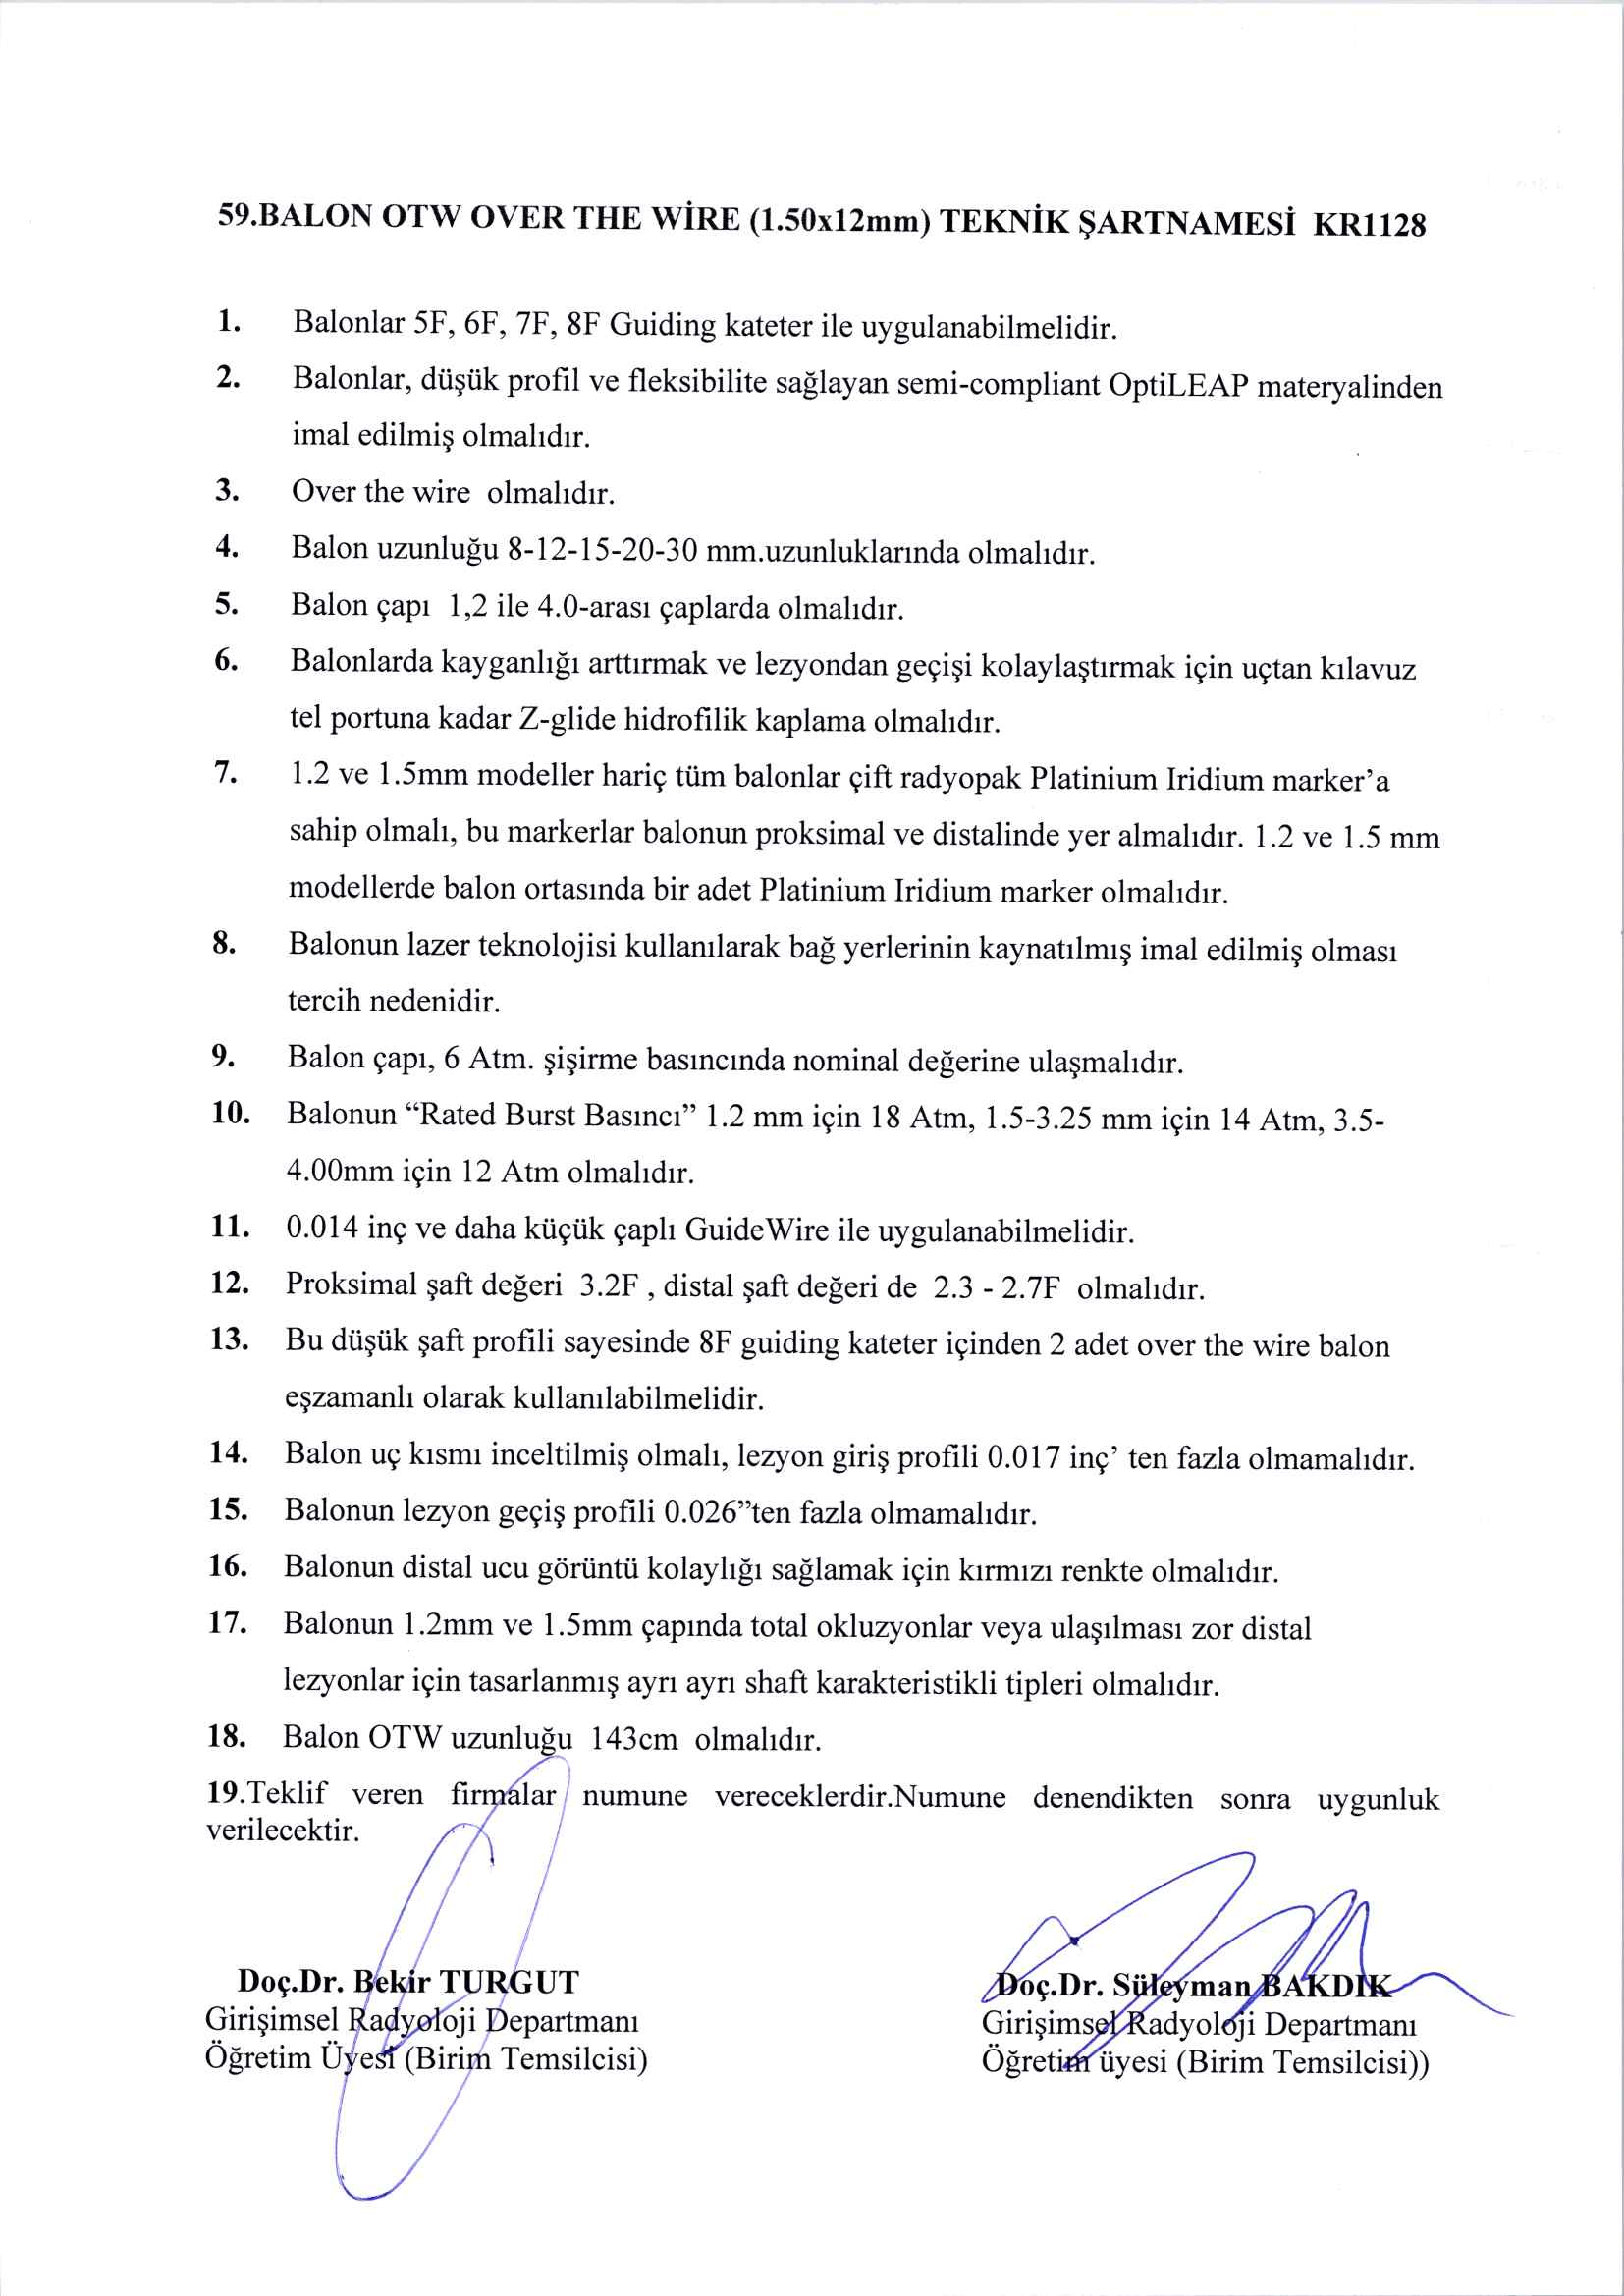 59.BALON OTW OVER THE WİRE (1.50x12mm) TEKNİK ŞARTNAMESİ KR1128
1. Balonlar 5F, 6F, 7F, 8F Guiding kateter ile uygulanabilmelidir.
2. Balonlar, düşük profil ve fleksibilite sağlayan semi-compliant OptiLEAP materyalinden
imal edilmiş olmalıdır.
3. Over the wire olmalıdır.
4. Balon uzunluğu 8-12-15-20-30 mm.uzunluklarında olmalıdır.
5. Balon çapı 1,2 ile 4.0-arası çaplarda olmalıdır.
6. Balonlarda kayganlığı arttırmak ve lezyondan geçişi kolaylaştırmak için uçtan kılavuz
tel portuna kadar Z-glide hidrofilik kaplama olmalıdır.
7. 1.2 ve 1.5mm modeller hariç tüm balonlar çift radyopak Platinium Iridium marker’a
sahip olmalı, bu markerlar balonun proksimal ve distalinde yer almalıdır. 1.2 ve 1.5 mm
modellerde balon ortasında bir adet Platinium Iridium marker olmalıdır.
8. Balonun lazer teknolojisi kullanılarak bağ yerlerinin kaynatılmış imal edilmiş olması
tercih nedenidir.
9. Balon çapı, 6 Atm. şişirme basıncında nominal değerine ulaşmalıdır.
10. Balonun “Rated Burst Basıncı” 1.2 mm için 18 Atm, 1.5-3.25 mm için 14 Atm, 3.5-
4.00mm için 12 Atm olmalıdır.
11. 0.014 inç ve daha küçük çaplı GuideWire ile uygulanabilmelidir.
12. Proksimal şaft değeri 3.2F , distal şaft değeri de 2.3 - 2.7F olmalıdır.
13. Bu düşük şaft profili sayesinde 8F guiding kateter içinden 2 adet over the wire balon
eşzamanlı olarak kullanılabilmelidir.
14. Balon uç kısmı inceltilmiş olmalı, lezyon giriş profili 0.017 inç’ ten fazla olmamalıdır.
15. Balonun lezyon geçiş profili 0.026”ten fazla olmamalıdır.
16. Balonun distal ucu görüntü kolaylığı sağlamak için kırmızı renkte olmalıdır.
17. Balonun 1.2mm ve 1.5mm çapında total okluzyonlar veya ulaşılması zor distal
lezyonlar için tasarlanmış ayrı ayrı shaft karakteristikli tipleri olmalıdır.
18. Balon OTW uzunluğu 143cm olmalıdır.
19.Teklif veren firmalar numune vereceklerdir.Numune denendikten sonra uygunluk
verilecektir.
Doç.Dr. Bekir TURGUT
Girişimsel Radyoloji Departmanı
Öğretim Üyesi (Birim Temsilcisi)
Doç.Dr. Süleyman BAKDIK
Girişimsel Radyoloji Departmanı
Öğretim üyesi (Birim Temsilcisi))